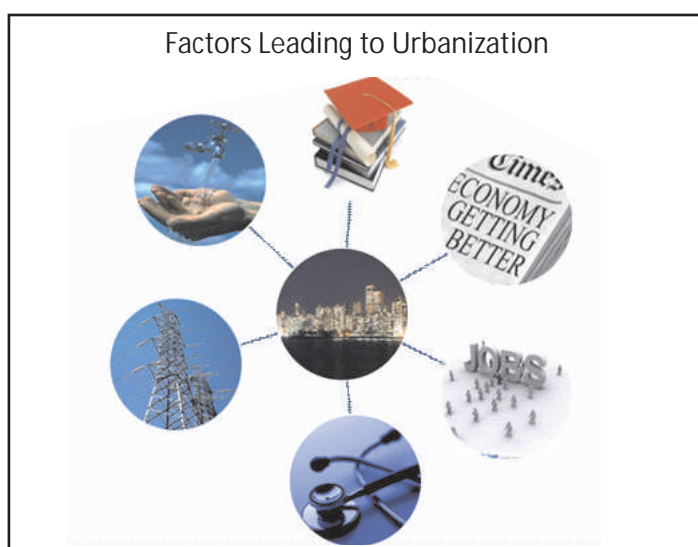 Factors Leading to Urbanization
Times
ECONOMY
GETTING
BETTER
JOBS